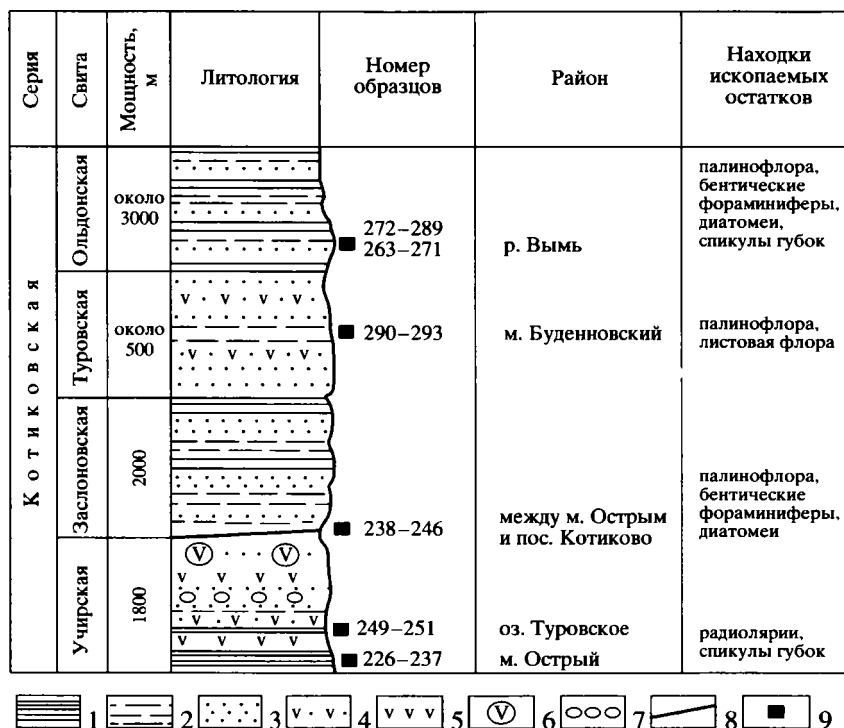 Серия
Свита
Мощность, м
Литология
Номер
образцов
Район
Находки
ископаемых
остатков
Котиковская
Ольдонская
около
3000
272–289
263–271
р. Вымь
палинофлора,
бентические
фораминиферы,
диатомеи,
спикулы губок
Туровская
около
500
290–293
м. Буденновский
палинофлора,
листовая флора
Заслоновская
2000
238–246
между м. Острым
и пос. Котиково
палинофлора,
бентические
фораминиферы,
диатомеи
Учирская
1800
249–251
оз. Туровское
226–237
м. Острый
радиолярии,
спикулы губок
1 2 3 4 5 6 7 8 9